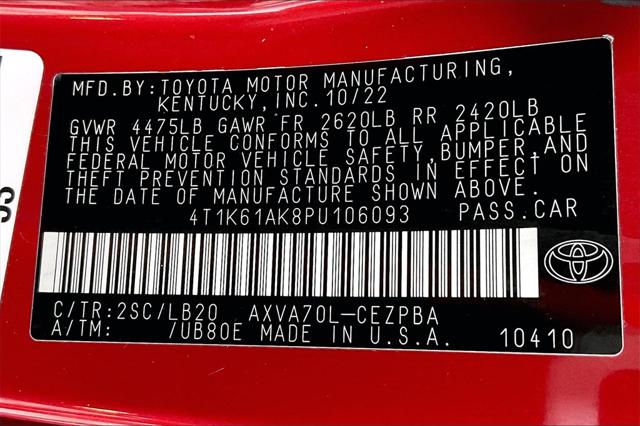 MFD.BY:TOYOTA MOTOR MANUFACTURING,
KENTUCKY,INC.10/22
GVWR 4475LB GAWR FR 2620LB RR 2420LB
THIS VEHICLE CONFORMS TO ALL APPLICABLE
FEDERAL MOTOR VEHICLE SAFETY,BUMPER,AND
THEFT PREVENTION STANDARDS IN EFFECT ON
THE DATE OF MANUFACTURE SHOWN ABOVE.
4T1K61AK8PU106093 PASS.CAR
C/TR:2SC/LB20 AXVA70L-CEZPBA
A/TM: /UB80E MADE IN U.S.A. 10410